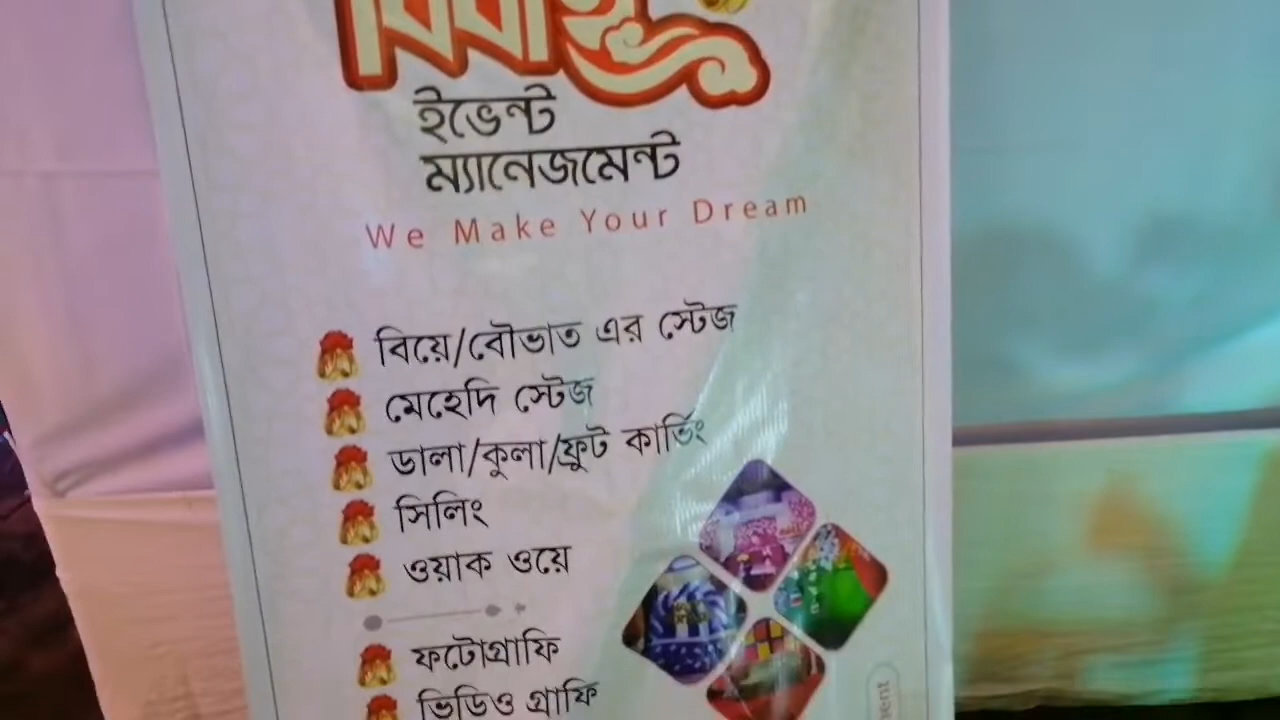 বিবাহ
ইভেন্ট
ম্যানেজমেন্ট
We Make Your Dream
বিয়ে/বৌভাত এর স্টেজ
মেহেদি স্টেজ
ডালা/কুলা/ফ্রুট কার্ভিং
সিলিং
ওয়াক ওয়ে
ফটোগ্রাফি
ভিডিও গ্রাফি